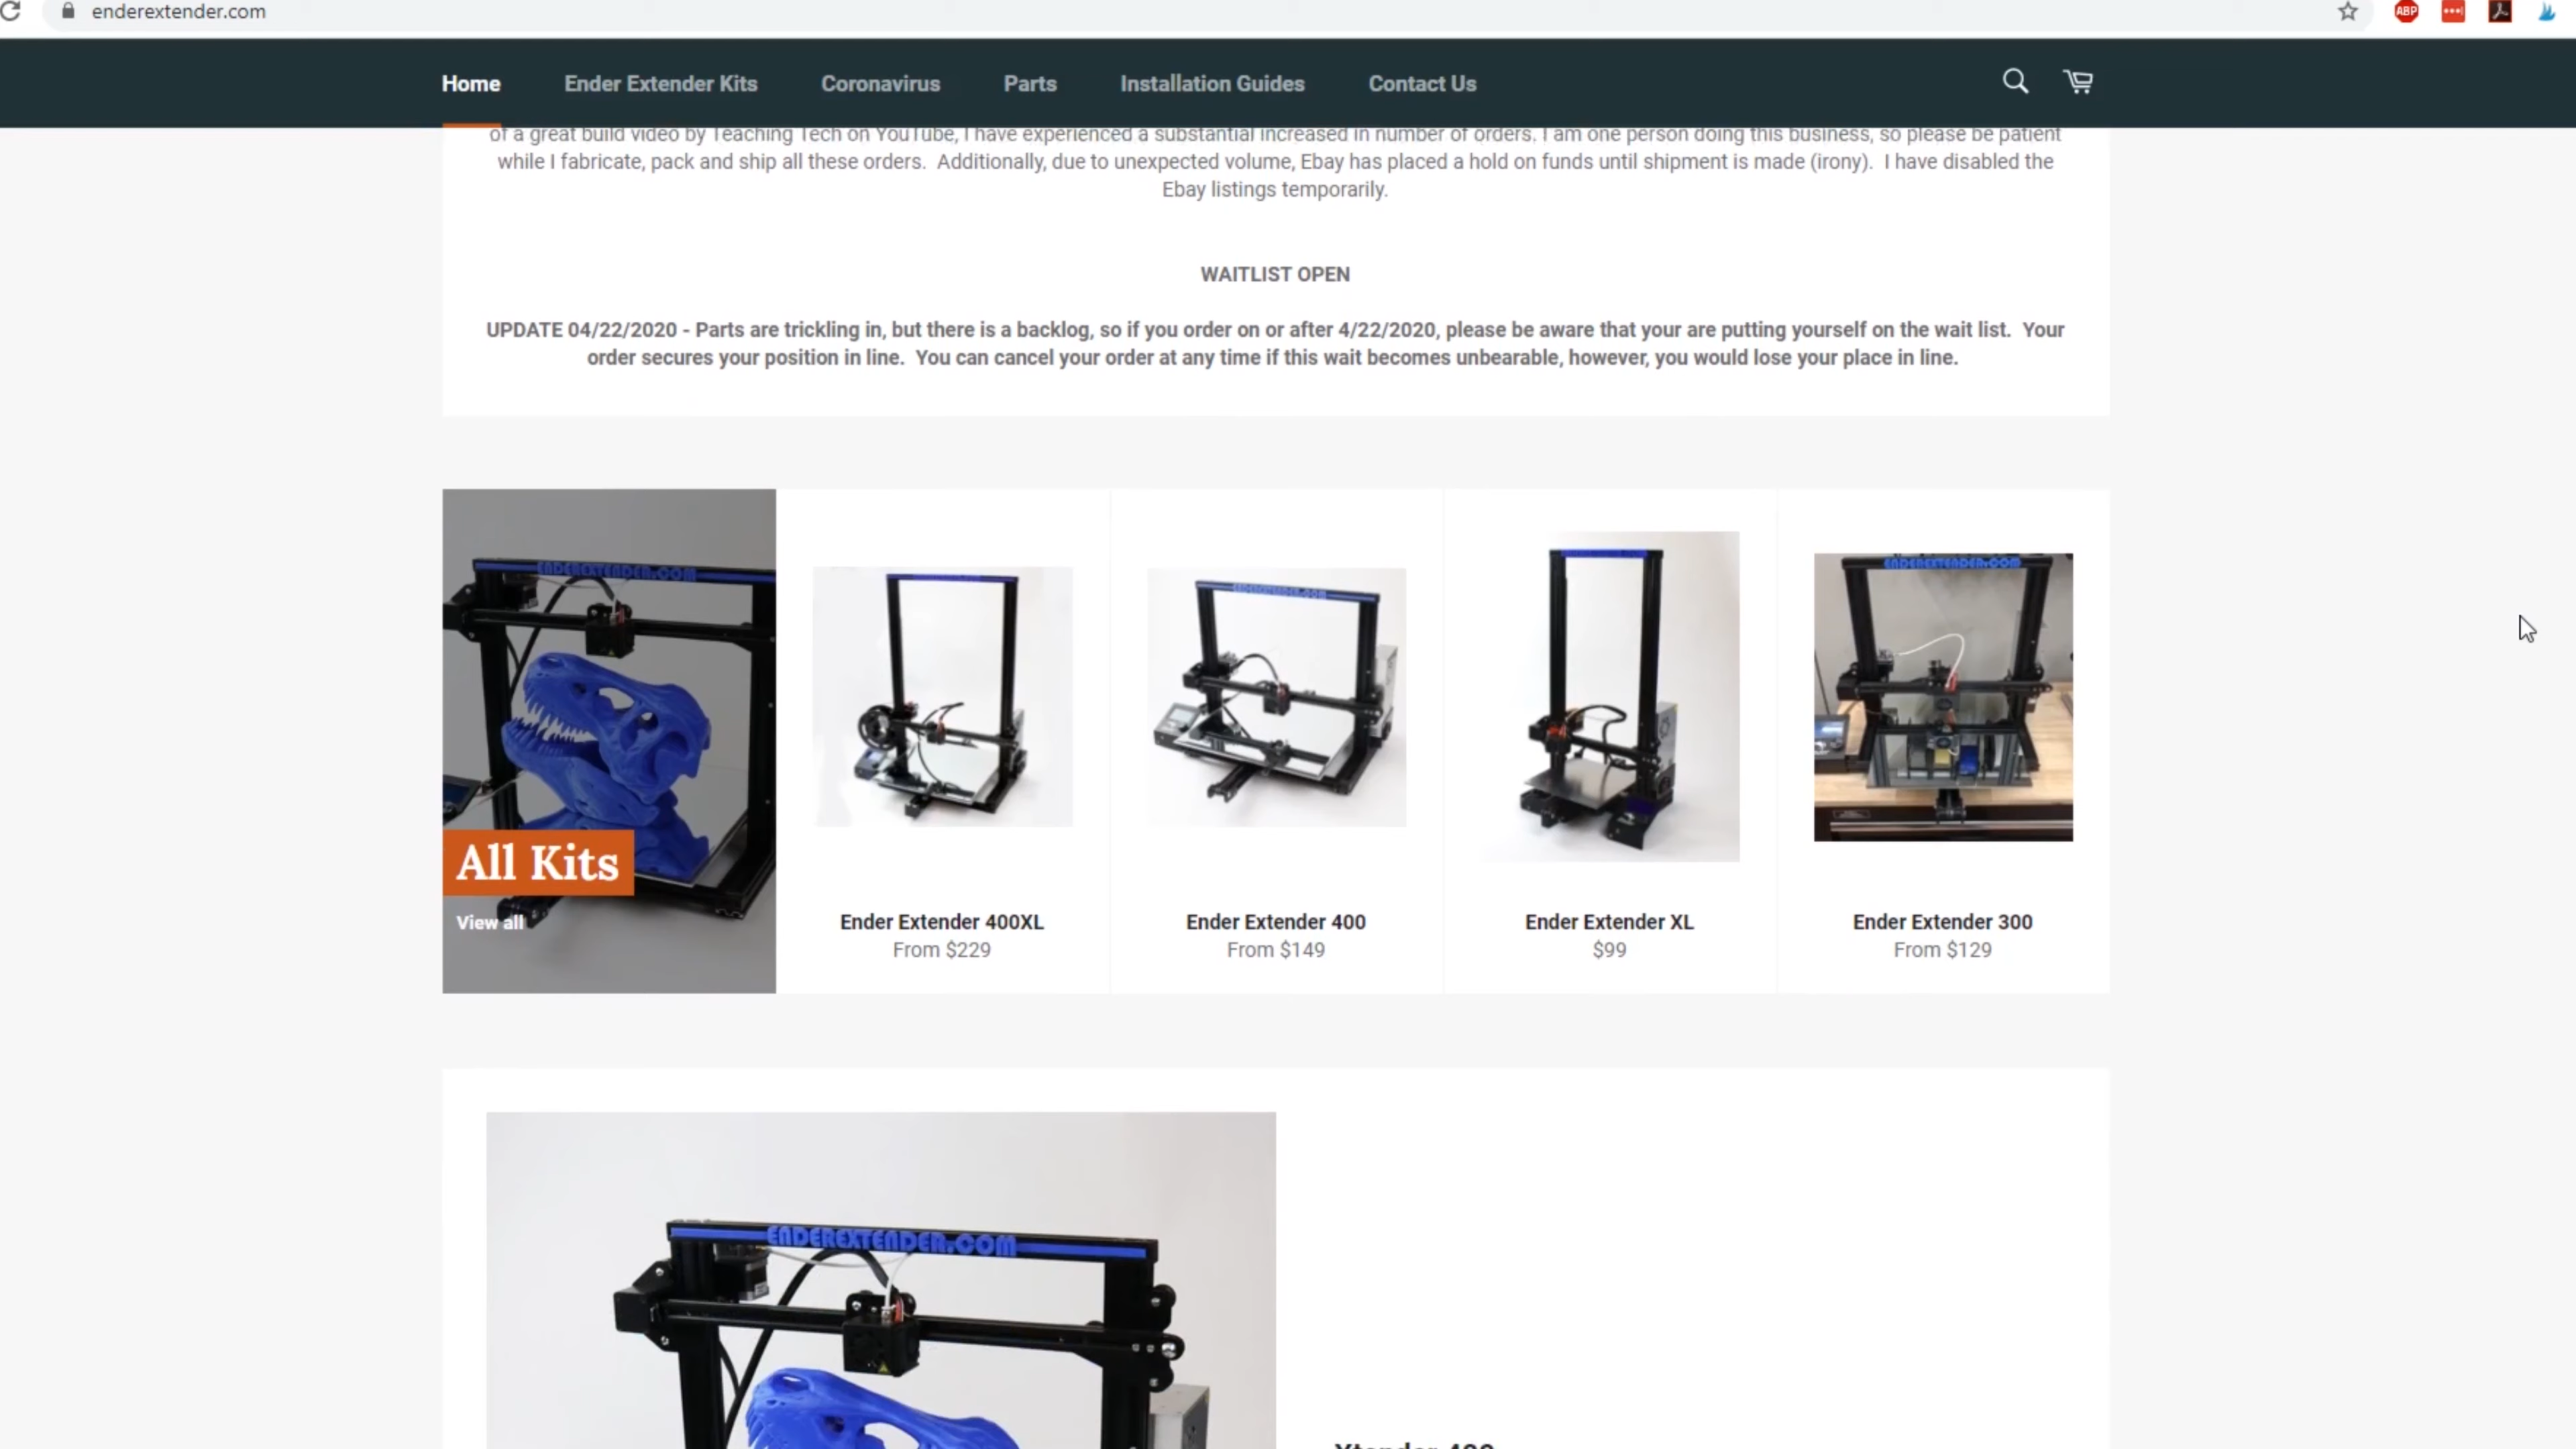 enderextender.com
ABP
Home
Ender Extender Kits
Coronavirus
Parts
Installation Guides
Contact Us
of a great build video by Teaching Tech on YouTube, I have experienced a substantial increased in number of orders. I am one person doing this business, so please be patient
while I fabricate, pack and ship all these orders. Additionally, due to unexpected volume, Ebay has placed a hold on funds until shipment is made (irony). I have disabled the
Ebay listings temporarily.
WAITLIST OPEN
UPDATE 04/22/2020 - Parts are trickling in, but there is a backlog, so if you order on or after 4/22/2020, please be aware that your are putting yourself on the wait list. Your
order secures your position in line. You can cancel your order at any time if this wait becomes unbearable, however, you would lose your place in line.
ENDEREXTENDER.COM
ENDEREXTENDER.COM
ENDEREXTENDER.COM
All Kits
View all
Ender Extender 400XL
From $229
Ender Extender 400
From $149
Ender Extender XL
$99
Ender Extender 300
From $129
ENDEREXTENDER.COM